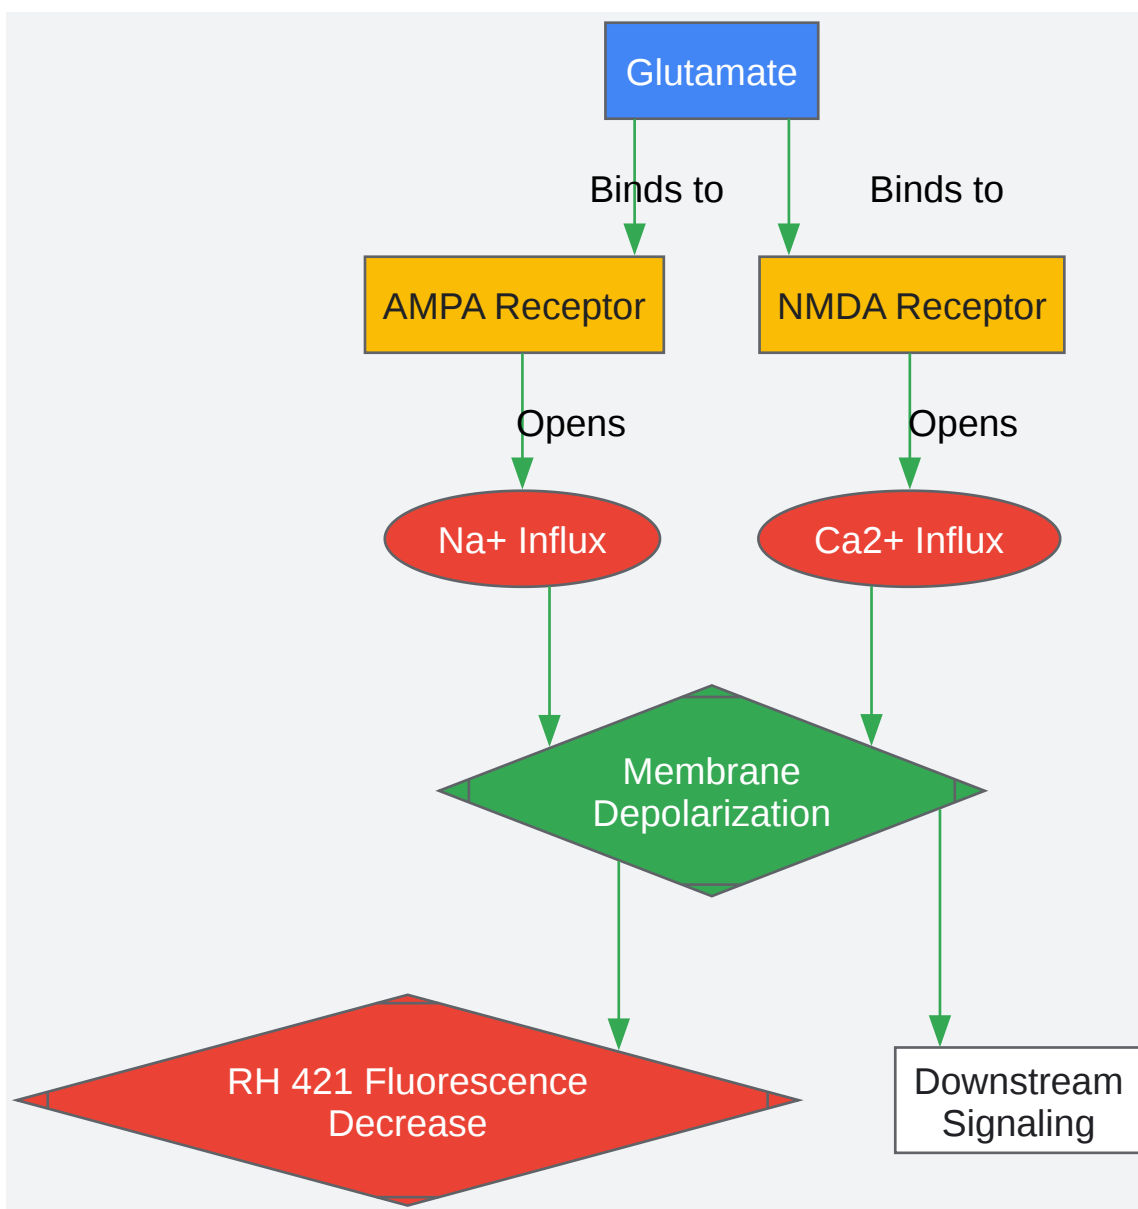 Glutamate
Binds to
Binds to
AMPA Receptor
NMDA Receptor
Opens
Opens
Na+ Influx
Ca2+ Influx
Membrane
Depolarization
RH 421 Fluorescence
Decrease
Downstream
Signaling